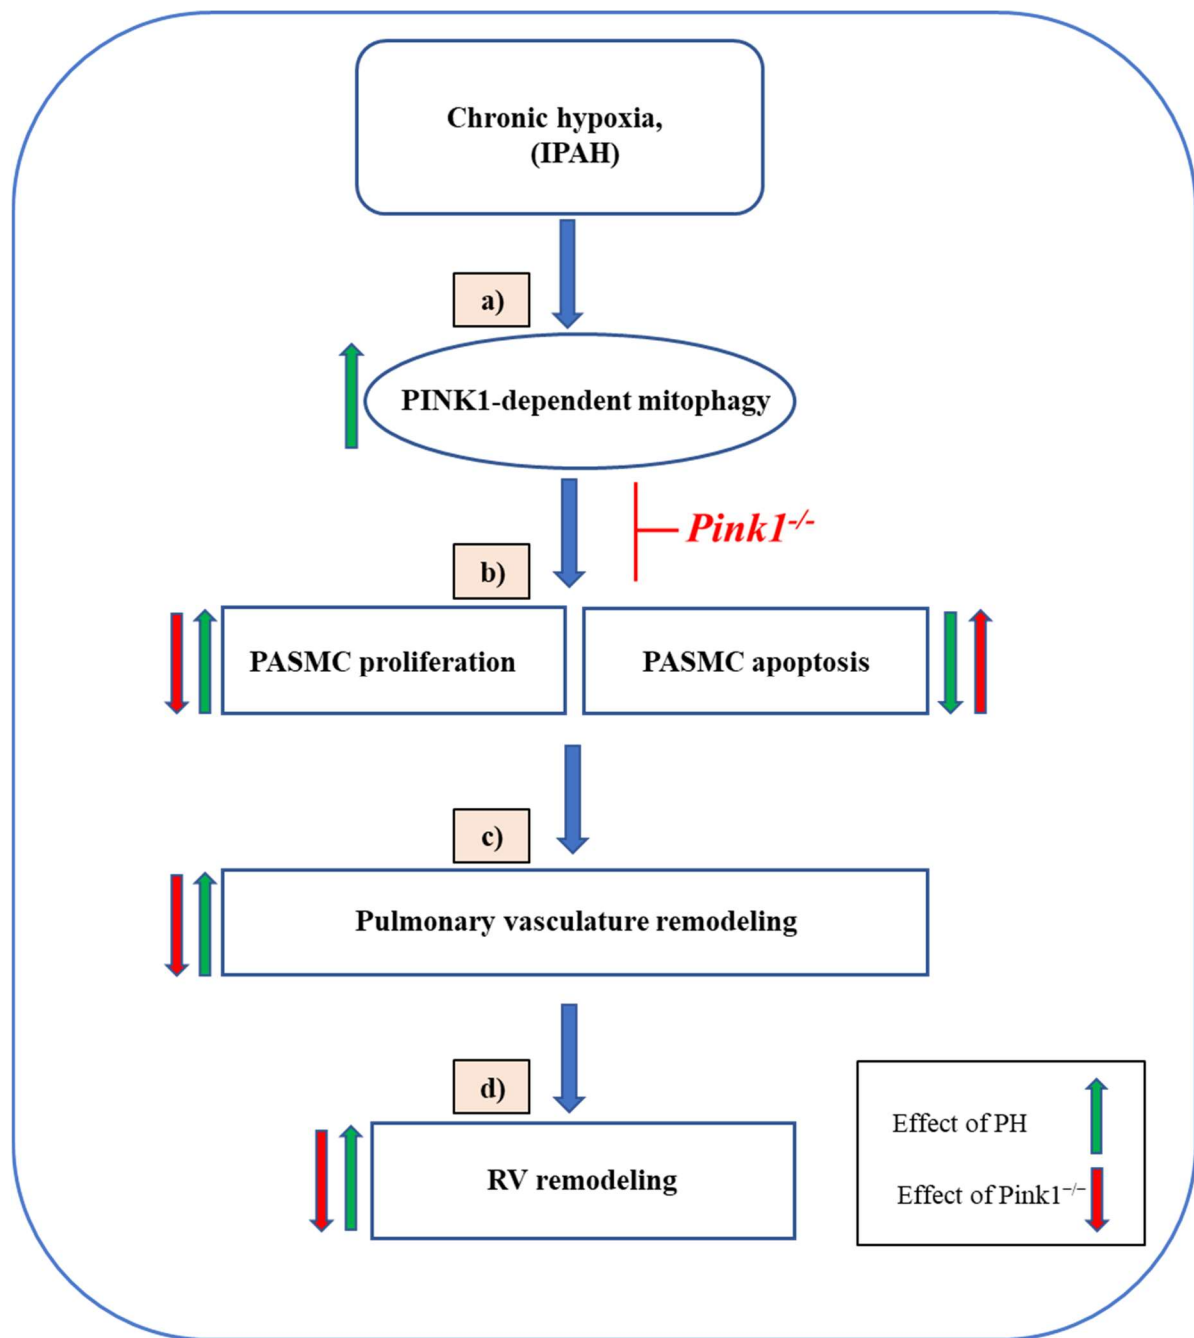 Chronic hypoxia,
(IPAH)
a)
PINK1-dependent mitophagy
Pink1⁻/⁻
b)
PASMC proliferation
PASMC apoptosis
c)
Pulmonary vasculature remodeling
d)
RV remodeling
Effect of PH
Effect of Pink1⁻/⁻